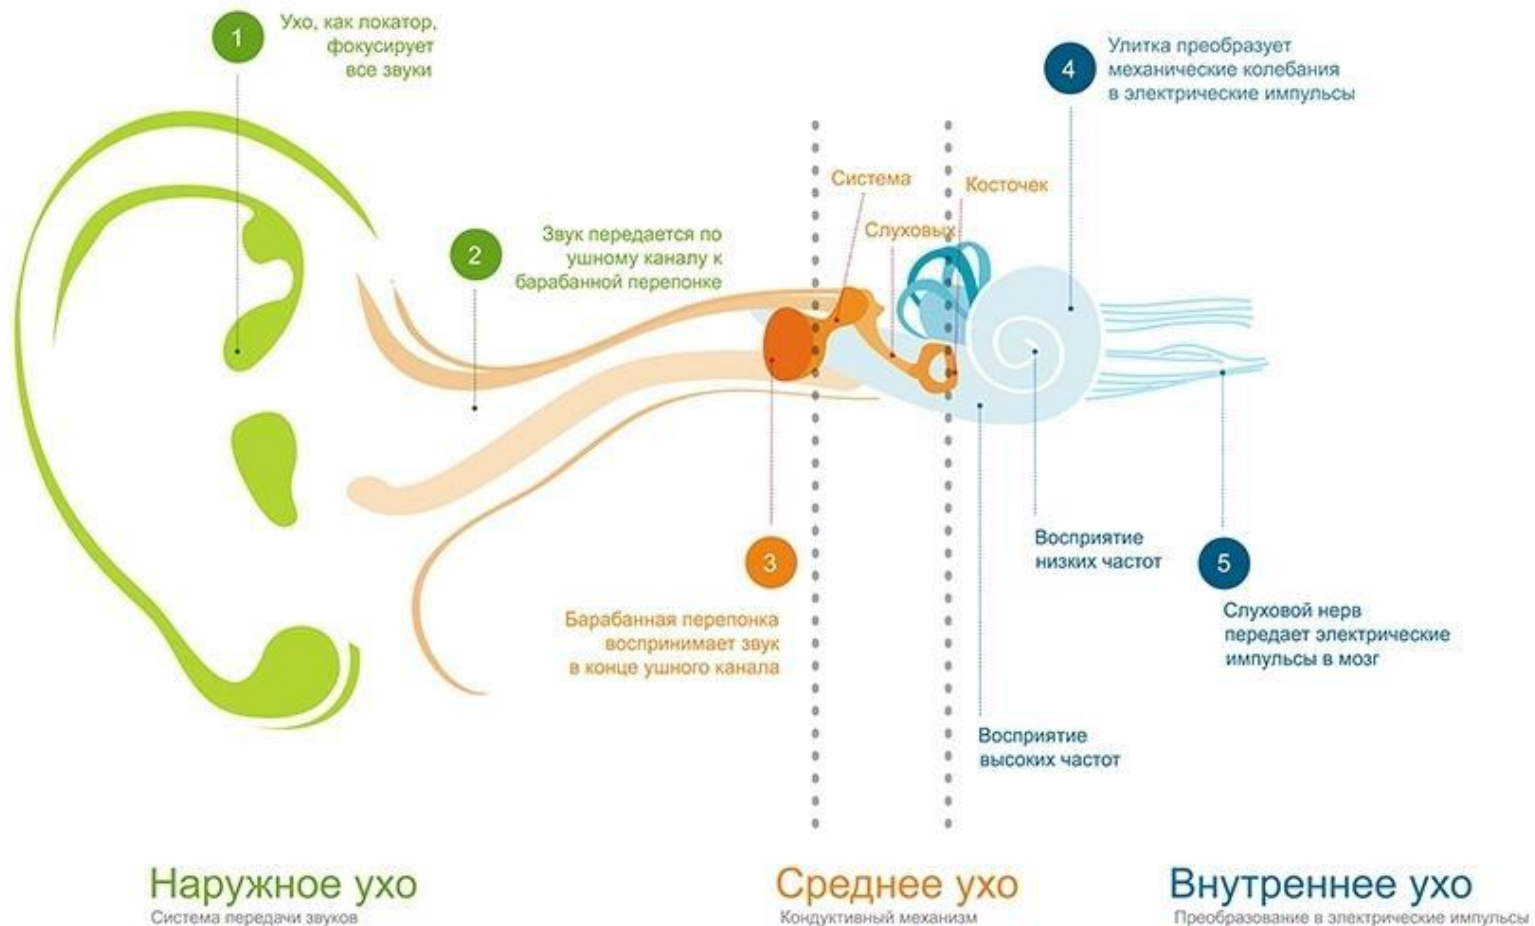 1
Ухо, как локатор,
фокусирует
все звуки
2
Звук передается по
ушному каналу к
барабанной перепонке
Система
Слуховых
Косточек
3
Барабанная перепонка
воспринимает звук
в конце ушного канала
4
Улитка преобразует
механические колебания
в электрические импульсы
Восприятие
низких частот
Восприятие
высоких частот
5
Слуховой нерв
передает электрические
импульсы в мозг
Наружное ухо
Система передачи звуков
Среднее ухо
Кондуктивный механизм
Внутреннее ухо
Преобразование в электрические импульсы